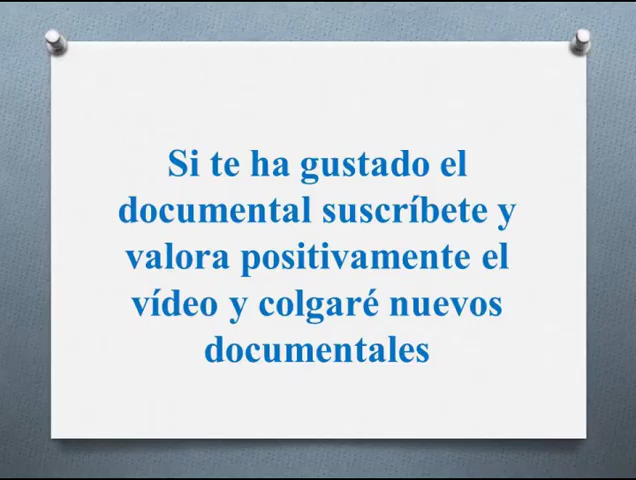 Si te ha gustado el
documental suscríbete y
valora positivamente el
vídeo y colgaré nuevos
documentales